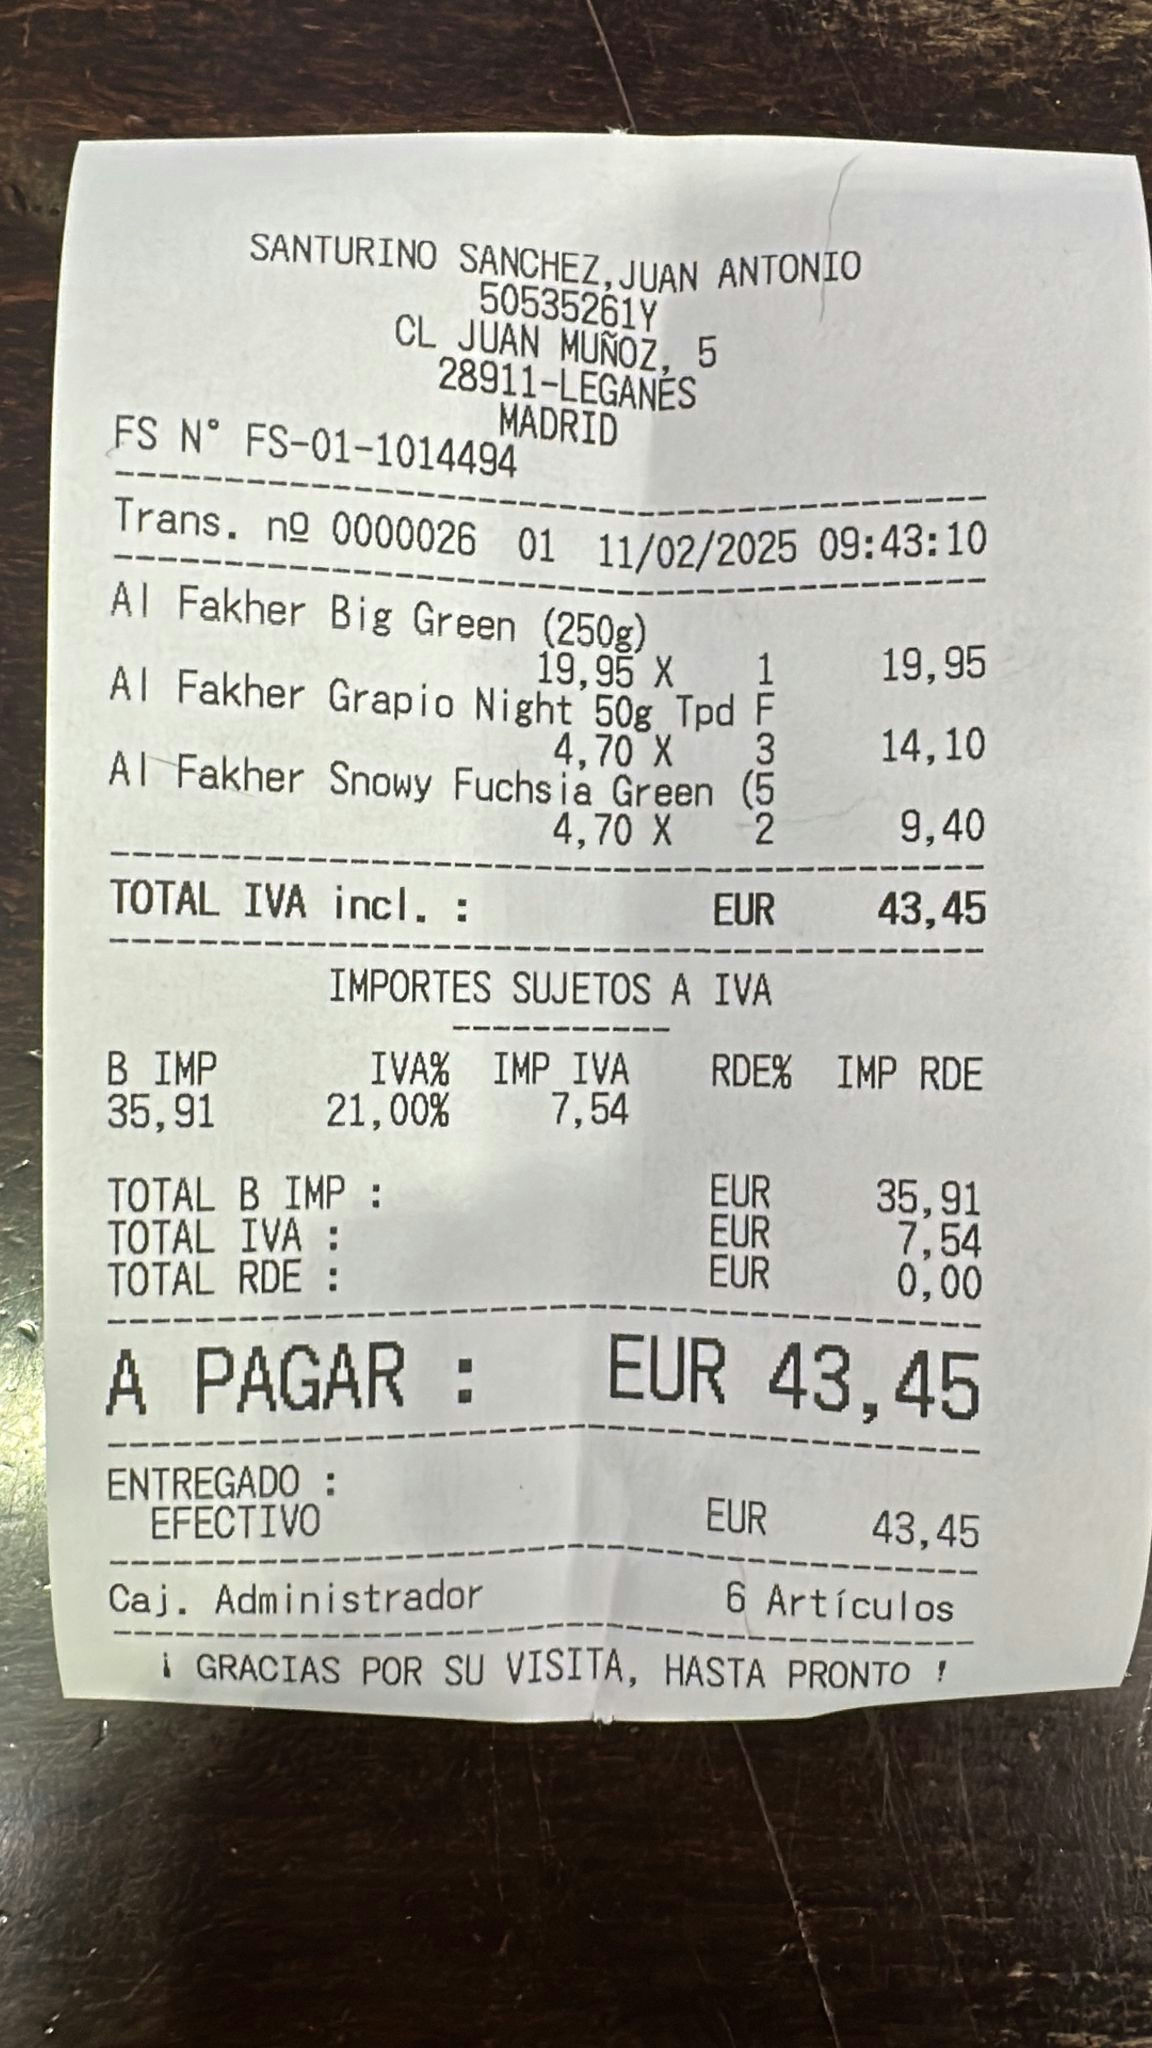 SANTURINO SANCHEZ,JUAN ANTONIO
50535261Y
CL JUAN MUÑOZ, 5
28911-LEGANÉS
MADRID
FS N° FS-01-1014494
Trans. nº 0000026 01 11/02/2025 09:43:10
Al Fakher Big Green (250g)
19,95 X 1 19,95
Al Fakher Grapio Night 50g Tpd F
4,70 X 3 14,10
Al Fakher Snowy Fuchsia Green (5
4,70 X 2 9,40
TOTAL IVA incl. : EUR 43,45
IMPORTES SUJETOS A IVA
B IMP IVA% IMP IVA RDE% IMP RDE
35,91 21,00% 7,54
TOTAL B IMP : EUR 35,91
TOTAL IVA : EUR 7,54
TOTAL RDE : EUR 0,00
A PAGAR : EUR 43,45
ENTREGADO :
EFECTIVO EUR 43,45
Caj. Administrador 6 Artículos
¡ GRACIAS POR SU VISITA, HASTA PRONTO !